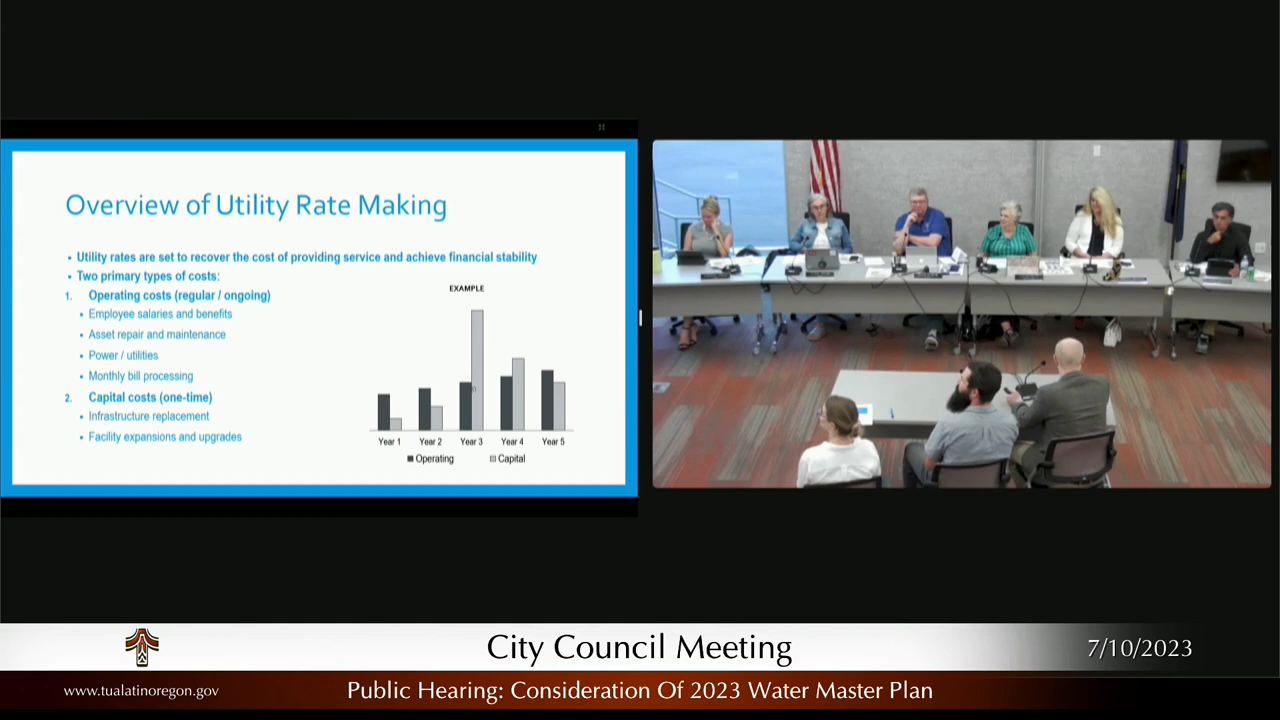 Overview of Utility Rate Making
• Utility rates are set to recover the cost of providing service and achieve financial stability
• Two primary types of costs:
1. Operating costs (regular / ongoing)
• Employee salaries and benefits
• Asset repair and maintenance
• Power / utilities
• Monthly bill processing
2. Capital costs (one-time)
• Infrastructure replacement
• Facility expansions and upgrades
EXAMPLE
Year 1 Year 2 Year 3 Year 4 Year 5
Operating Capital
City Council Meeting
7/10/2023
www.tualatinoregon.gov
Public Hearing: Consideration Of 2023 Water Master Plan